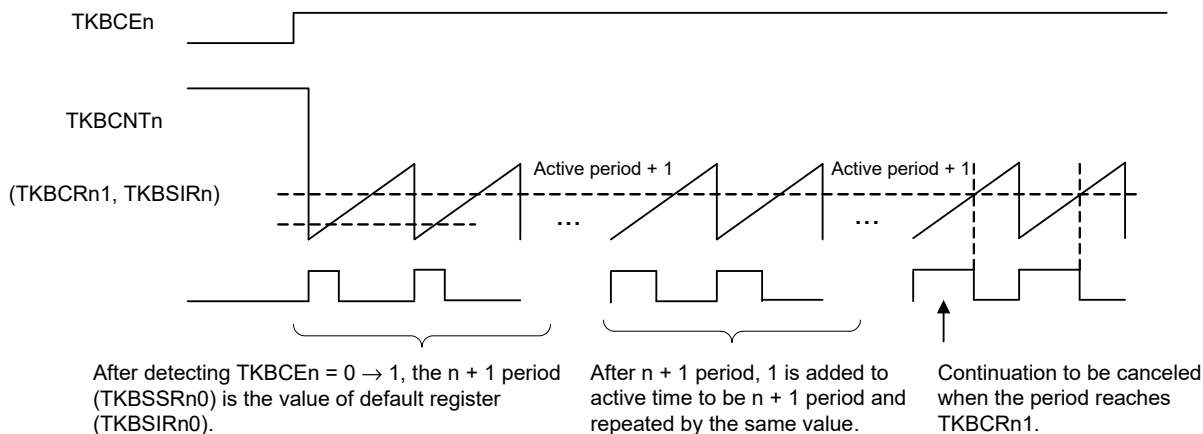 TKBCEn
TKBCNTn
Active period + 1
Active period + 1
(TKBCRn1, TKBSIRn)
...
...
After detecting TKBCEn = 0 → 1, the n + 1 period
(TKBSSRn0) is the value of default register
(TKBSIRn0).
After n + 1 period, 1 is added to
active time to be n + 1 period and
repeated by the same value.
Continuation to be canceled
when the period reaches
TKBCRn1.